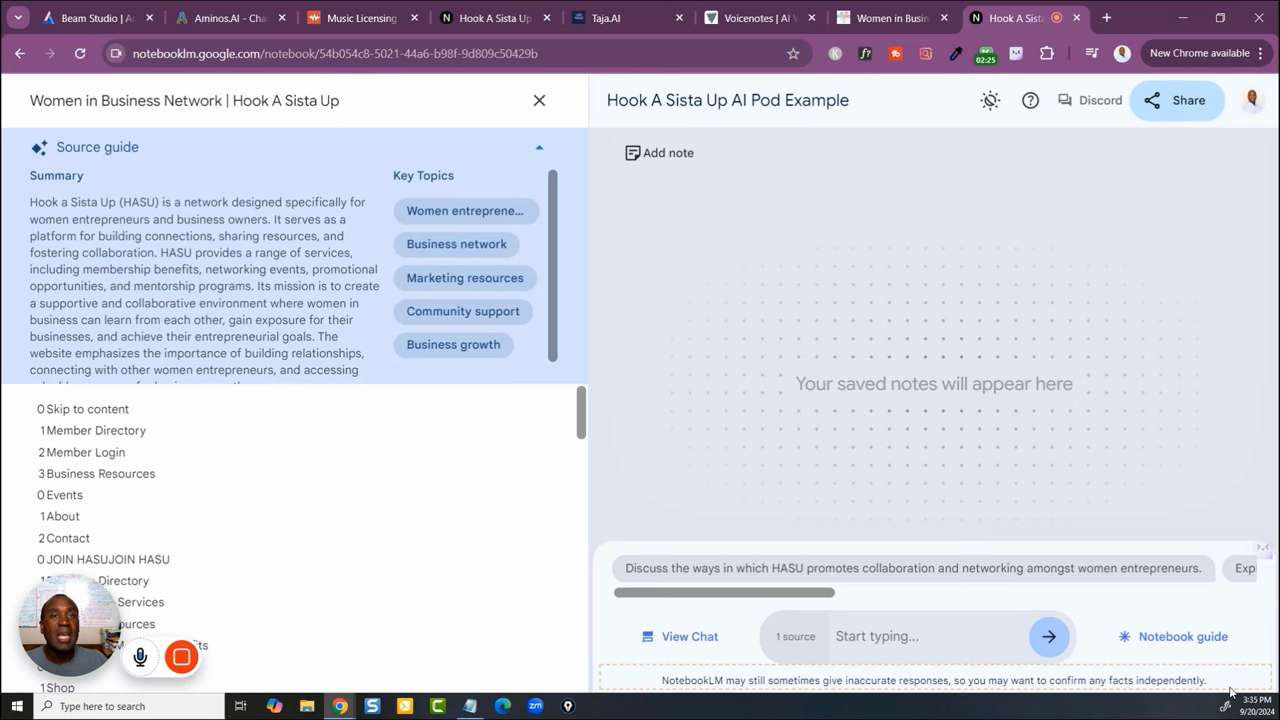 Beam Studio | Ac
Aminos.AI - Cha
Music Licensing
Hook A Sista Up
Taja.AI
Voicenotes | AI V
Women in Busin
Hook A Sist
notebooklm.google.com/notebook/54b054c8-5021-44a6-b98f-9d809c50429b
02:25
New Chrome available
Women in Business Network | Hook A Sista Up
Hook A Sista Up AI Pod Example
Discord
Share
Source guide
Add note
Summary
Key Topics
Hook a Sista Up (HASU) is a network designed specifically for
women entrepreneurs and business owners. It serves as a
platform for building connections, sharing resources, and
fostering collaboration. HASU provides a range of services,
including membership benefits, networking events, promotional
opportunities, and mentorship programs. Its mission is to create
a supportive and collaborative environment where women in
business can learn from each other, gain exposure for their
businesses, and achieve their entrepreneurial goals. The
website emphasizes the importance of building relationships,
connecting with other women entrepreneurs, and accessing
Women entreprene...
Business network
Marketing resources
Community support
Business growth
Your saved notes will appear here
0 Skip to content
1 Member Directory
2 Member Login
3 Business Resources
0 Events
1 About
2 Contact
0 JOIN HASUJOIN HASU
Directory
Services
ources
its
1 Shop
Discuss the ways in which HASU promotes collaboration and networking amongst women entrepreneurs.
Exp
View Chat
1 source
Start typing...
Notebook guide
NotebookLM may still sometimes give inaccurate responses, so you may want to confirm any facts independently.
Type here to search
zm
3:35 PM
9/20/2024